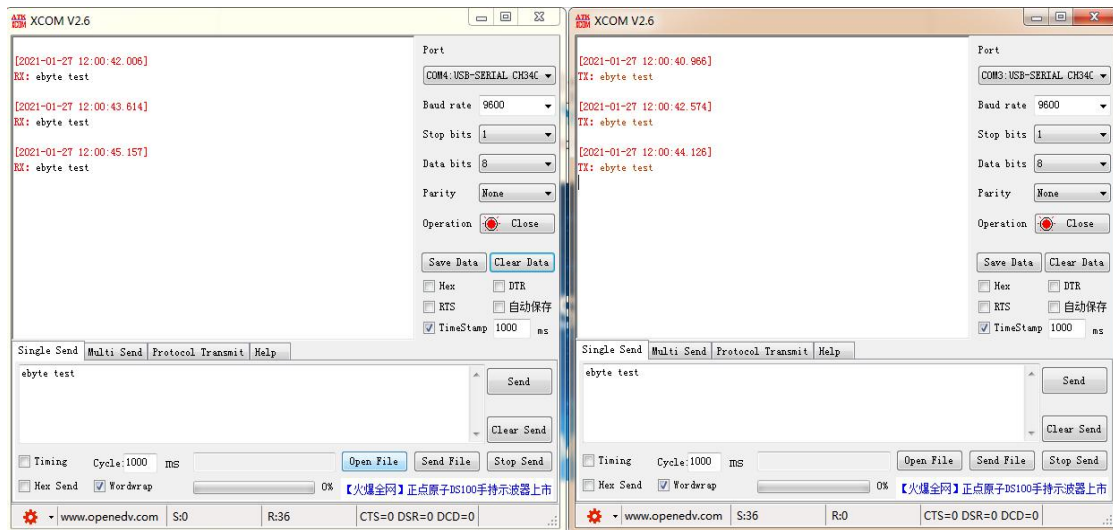 XCOM V2.6
[2021-01-27 12:00:42.006]
RX: ebyte test
[2021-01-27 12:00:43.614]
RX: ebyte test
[2021-01-27 12:00:45.157]
RX: ebyte test
Port
COM4:USB-SERIAL CH34C
Baud rate 9600
Stop bits 1
Data bits 8
Parity None
Operation Close
Save Data Clear Data
Hex DTR
RTS 自动保存
TimeStamp 1000 ms
Single Send Multi Send Protocol Transmit Help
ebyte test
Send
Clear Send
Timing Cycle:1000 ms Open File Send File Stop Send
Hex Send Wordwrap 0% 【火爆全网】正点原子DS100手持示波器上市
www.openedv.com S:0 R:36 CTS=0 DSR=0 DCD=0
XCOM V2.6
[2021-01-27 12:00:40.966]
TX: ebyte test
[2021-01-27 12:00:42.574]
TX: ebyte test
[2021-01-27 12:00:44.126]
TX: ebyte test
Port
COM3:USB-SERIAL CH34C
Baud rate 9600
Stop bits 1
Data bits 8
Parity None
Operation Close
Save Data Clear Data
Hex DTR
RTS 自动保存
TimeStamp 1000 ms
Single Send Multi Send Protocol Transmit Help
ebyte test
Send
Clear Send
Timing Cycle:1000 ms Open File Send File Stop Send
Hex Send Wordwrap 0% 【火爆全网】正点原子DS100手持示波器上市
www.openedv.com S:36 R:0 CTS=0 DSR=0 DCD=0